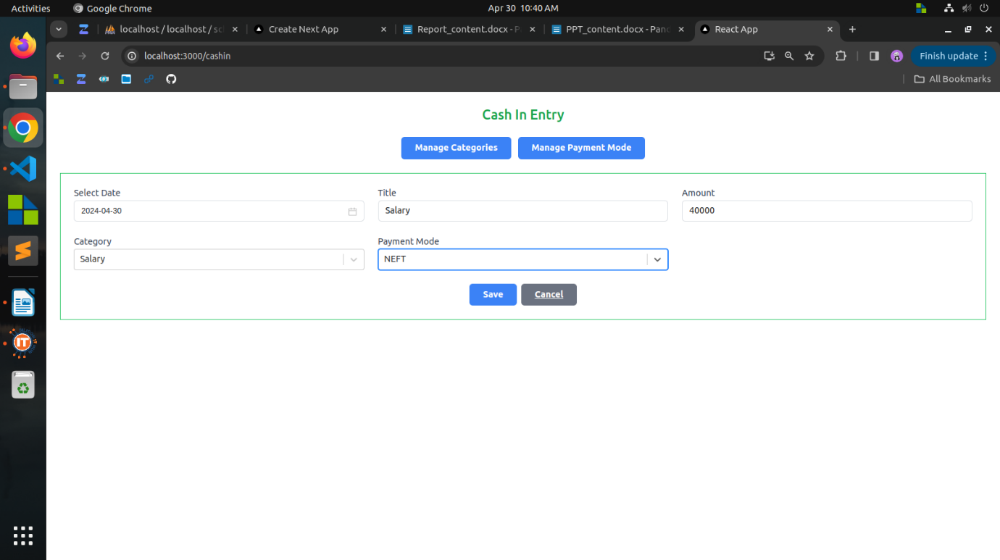 Activities Google Chrome Apr 30 10:40 AM
localhost / localhost / sc Create Next App Report_content.docx - P PPT_content.docx - Pand React App
localhost:3000/cashin Finish update
All Bookmarks
Cash In Entry
Manage Categories Manage Payment Mode
Select Date Title Amount
2024-04-30 Salary 40000
Category Payment Mode
Salary NEFT
Save Cancel
IT